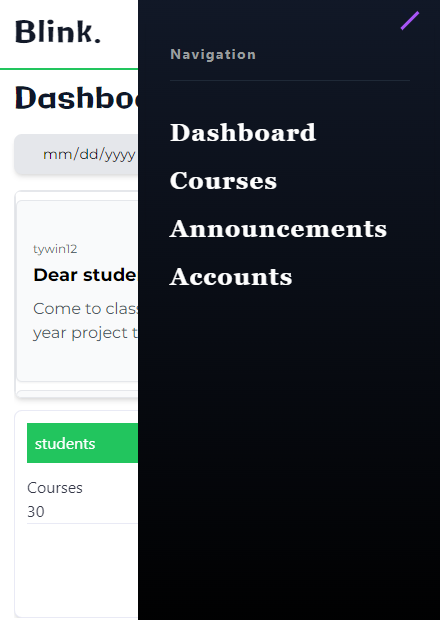 Blink.
Navigation
Dashboard
Courses
Announcements
Accounts
Dashbo
mm/dd/yyyy
tywin12
Dear stude
Come to clas
year project t
students
Courses
30